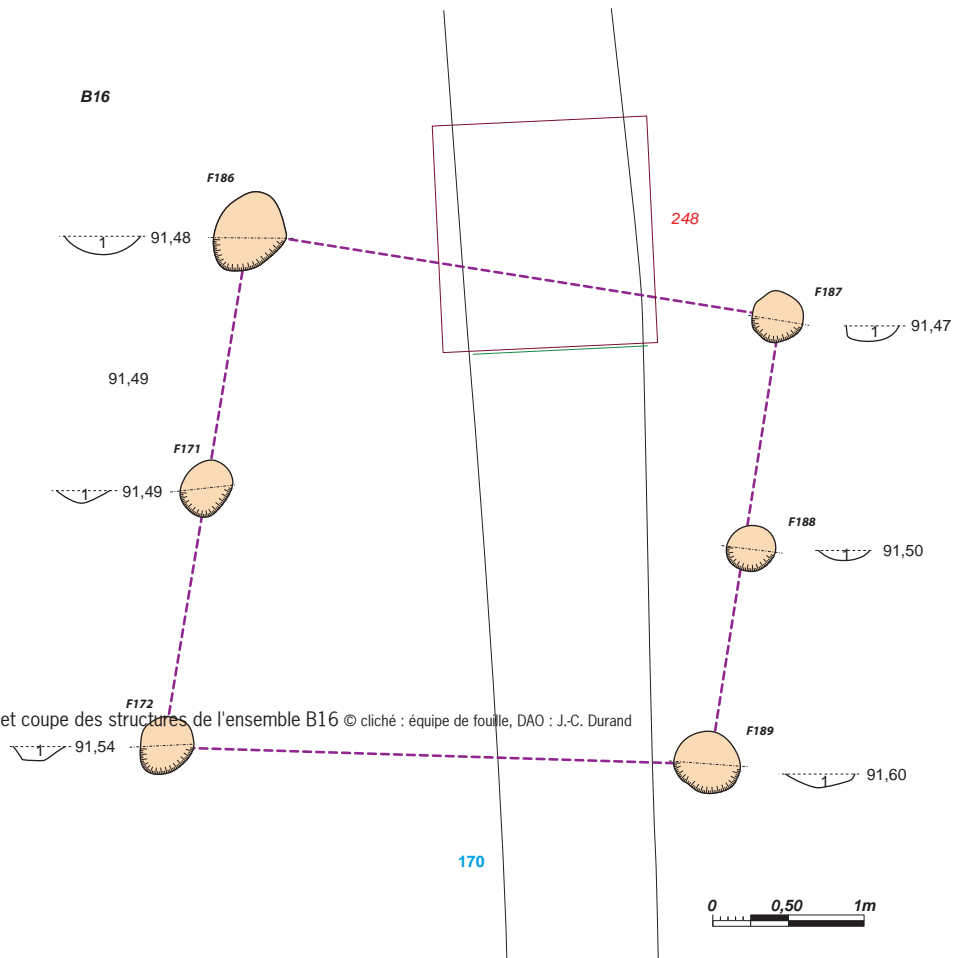 B16
F186
1 91,48
248
F187
1 91,47
91,49
F171
1 91,49
F188
1 91,50
F172
et coupe des structures de l'ensemble B16 © cliché : équipe de fouille, DAO : J.-C. Durand
F189
1 91,54
1 91,60
170
0 0,50 1m